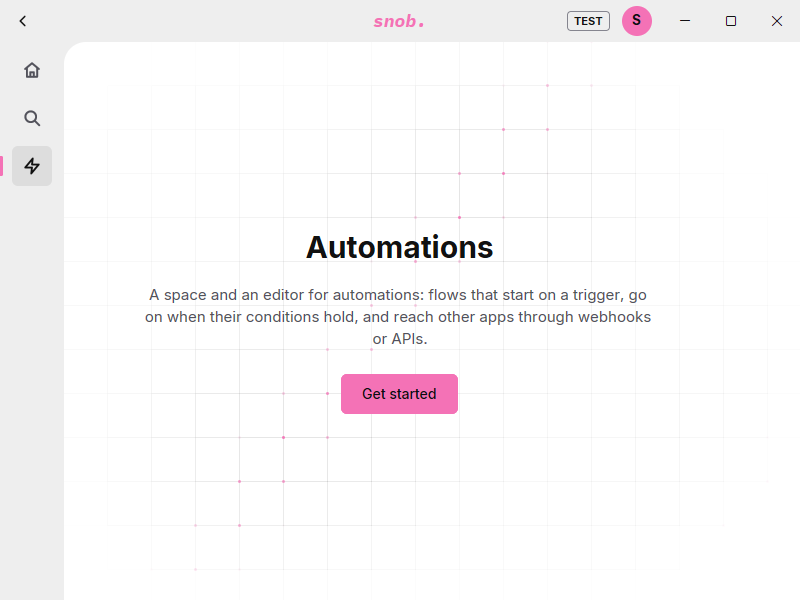 snob.
TEST
S
Automations
A space and an editor for automations: flows that start on a trigger, go
on when their conditions hold, and reach other apps through webhooks
or APIs.
Get started